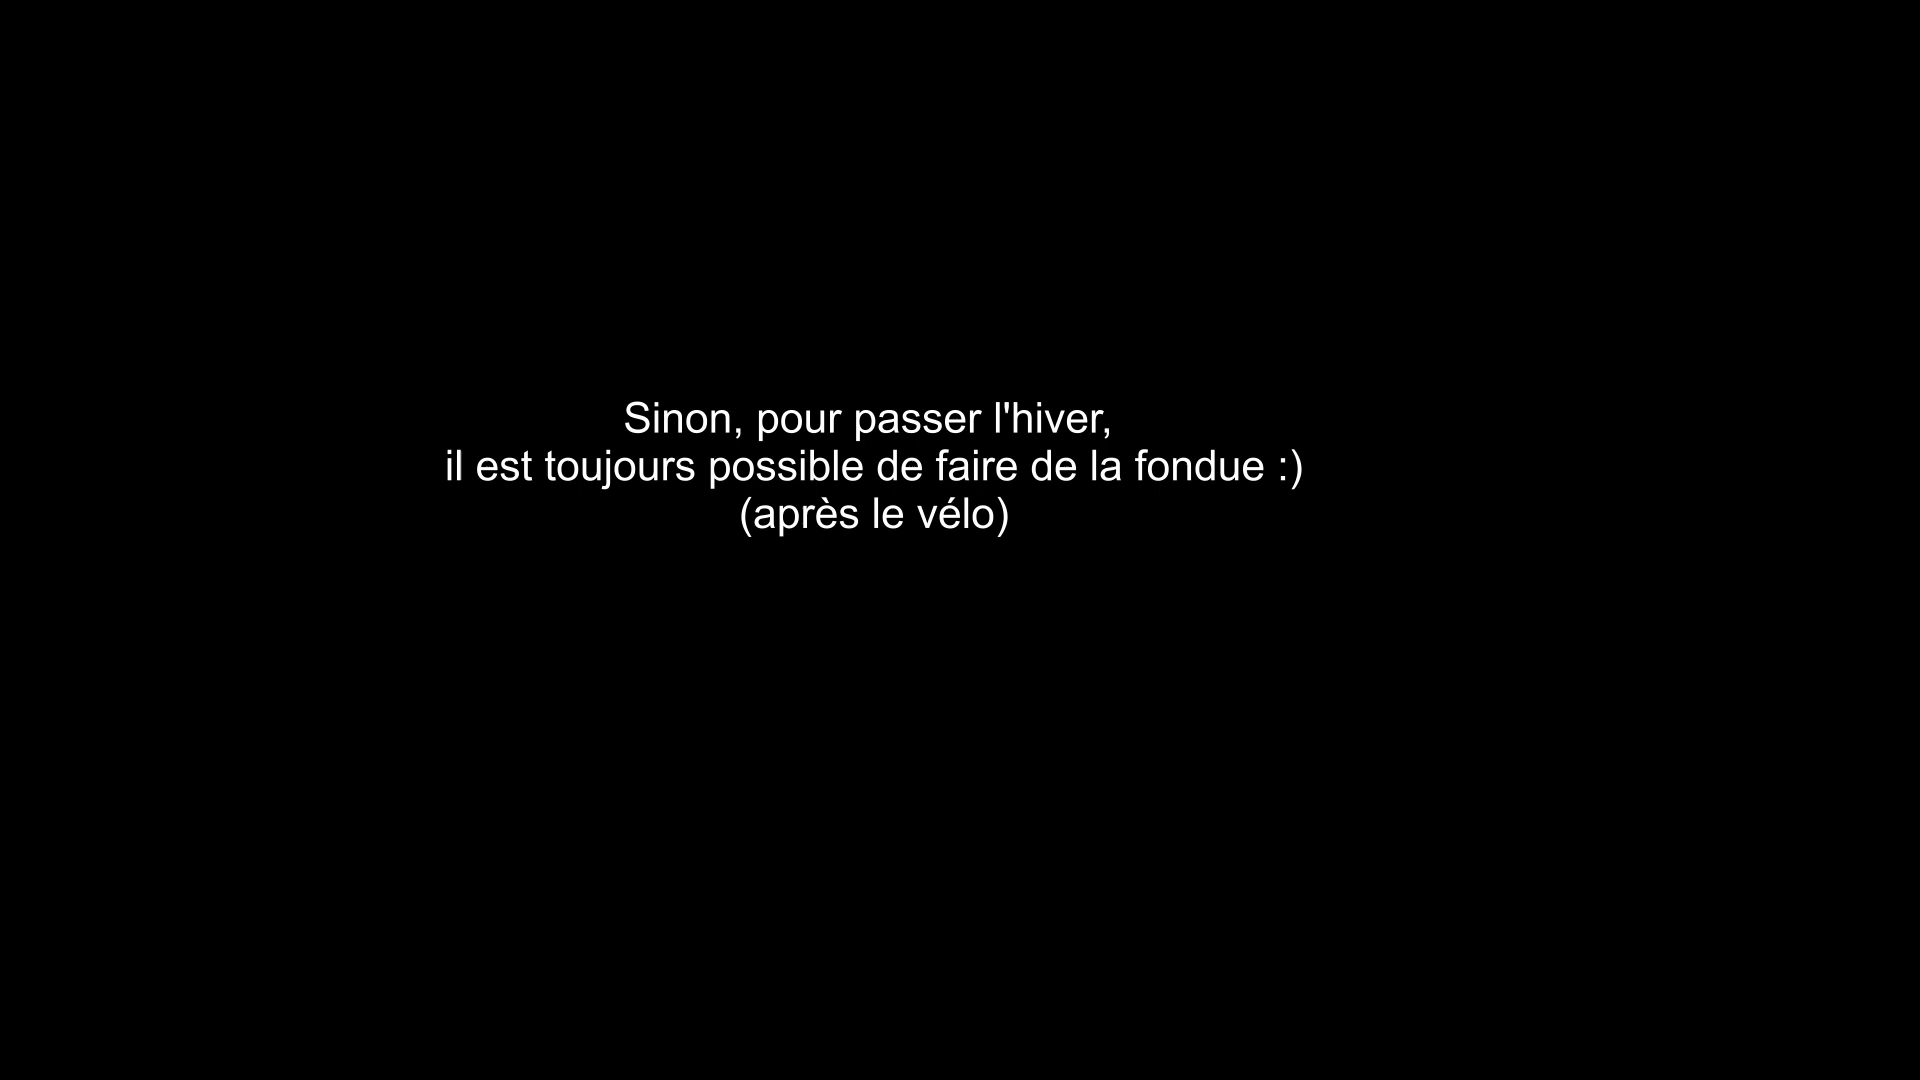 Sinon, pour passer l'hiver,
il est toujours possible de faire de la fondue :)
(après le vélo)